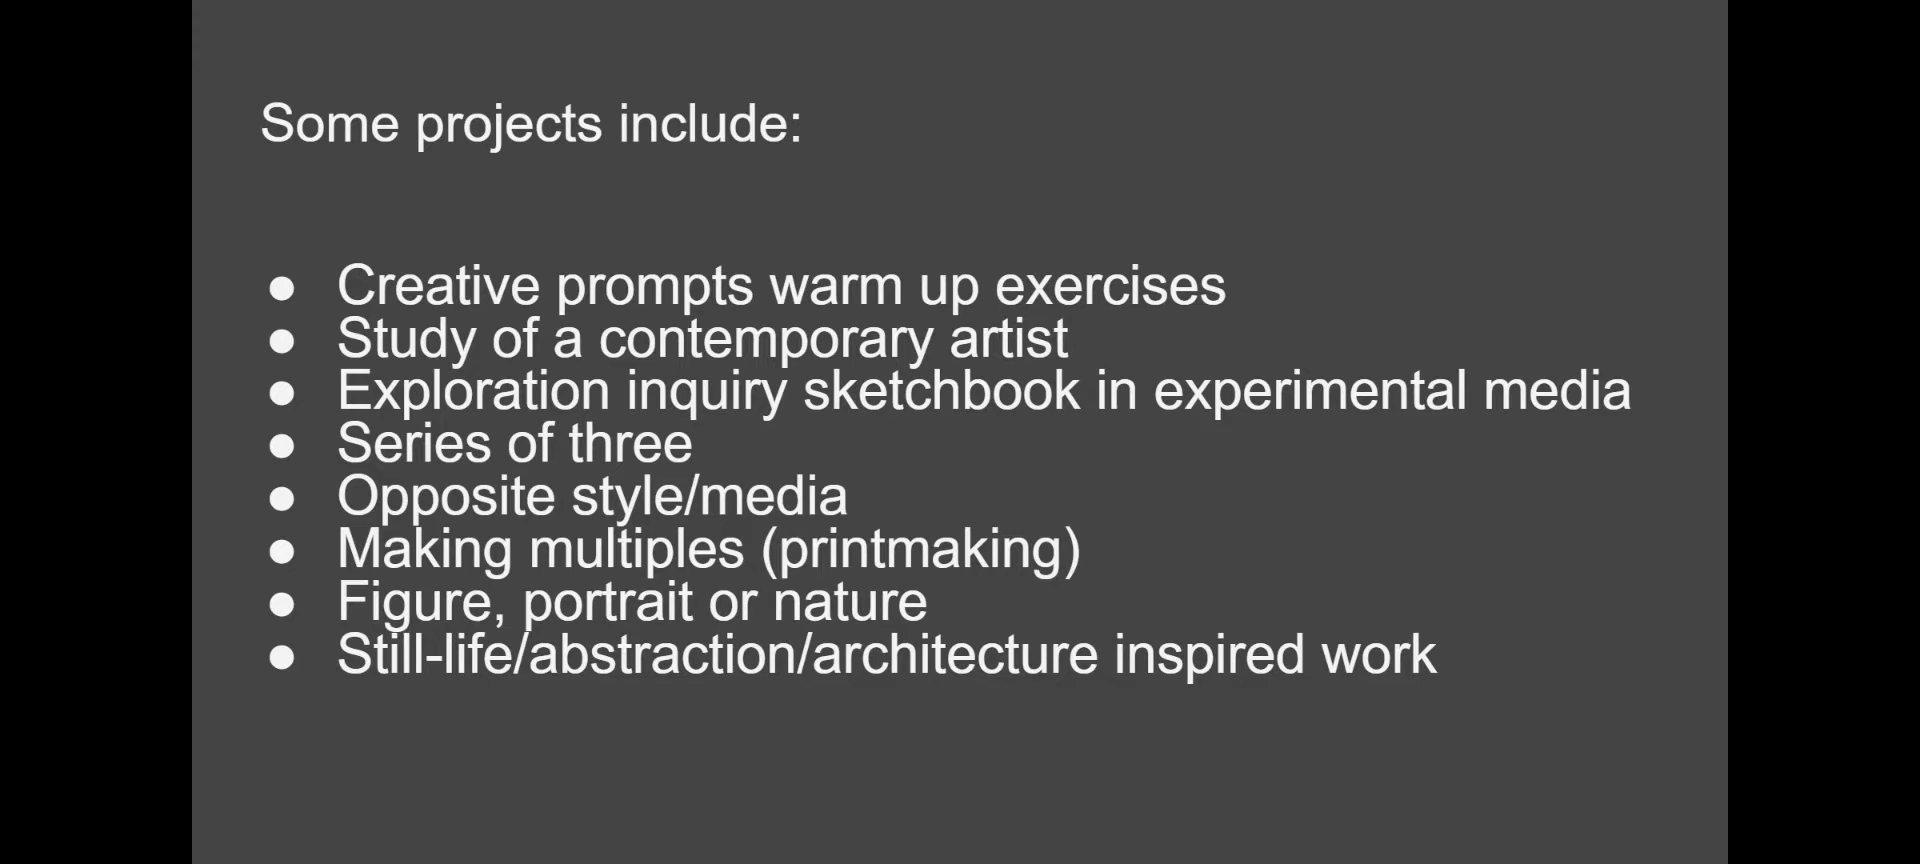 Some projects include:
● Creative prompts warm up exercises
● Study of a contemporary artist
● Exploration inquiry sketchbook in experimental media
● Series of three
● Opposite style/media
● Making multiples (printmaking)
● Figure, portrait or nature
● Still-life/abstraction/architecture inspired work